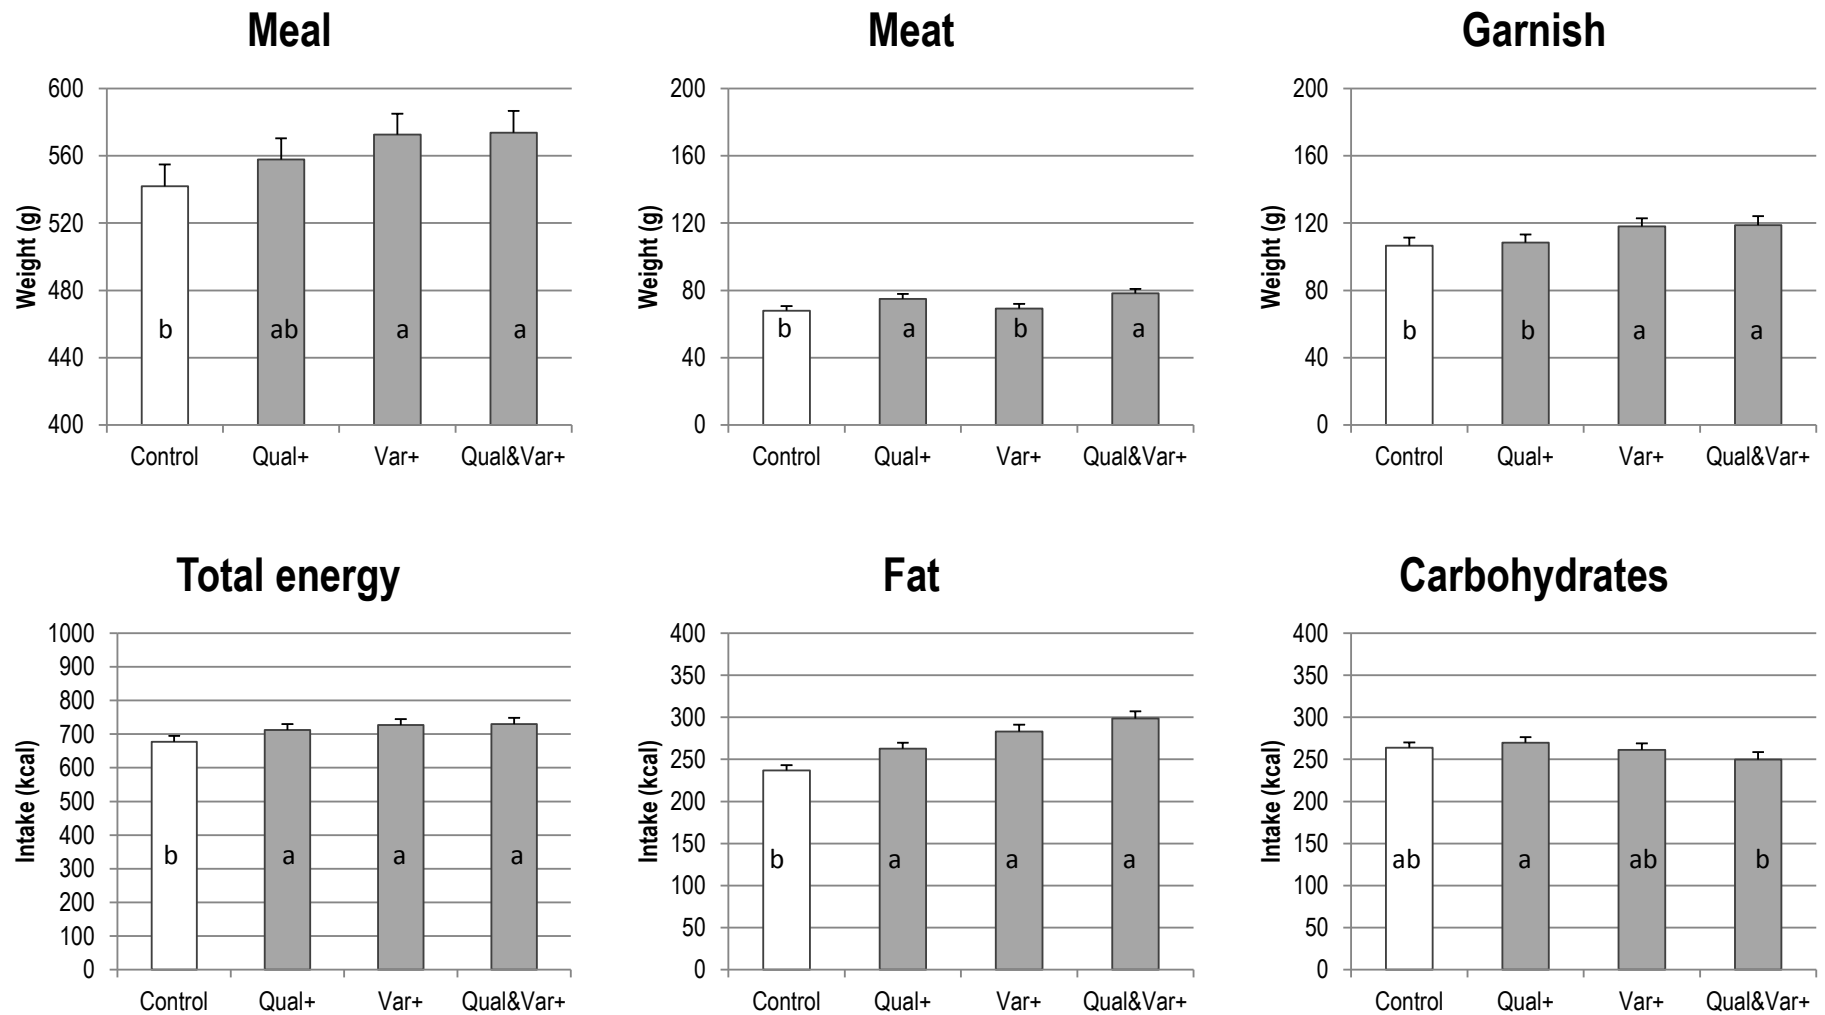 Meal
Weight (g)
600
560
520
480
440
400
b
ab
a
a
Control
Qual+
Var+
Qual&Var+
Meat
Weight (g)
200
160
120
80
40
0
b
a
b
a
Control
Qual+
Var+
Qual&Var+
Garnish
Weight (g)
200
160
120
80
40
0
b
b
a
a
Control
Qual+
Var+
Qual&Var+
Total energy
Intake (kcal)
1000
900
800
700
600
500
400
300
200
100
0
b
a
a
a
Control
Qual+
Var+
Qual&Var+
Fat
Intake (kcal)
400
350
300
250
200
150
100
50
0
b
a
a
a
Control
Qual+
Var+
Qual&Var+
Carbohydrates
Intake (kcal)
400
350
300
250
200
150
100
50
0
ab
a
ab
b
Control
Qual+
Var+
Qual&Var+